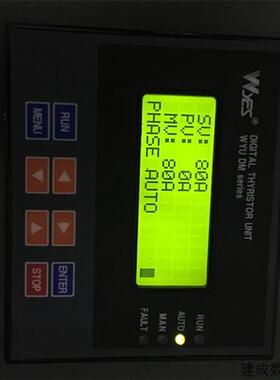 WYES
DIGITAL THYRISTOR UNIT
WYU DM series
SV: 80A
PV: 0A
MV: 80A
PHASE AUTO
RUN
AUTO
MAN
FAULT
RUN
MENU
ENTER
STOP